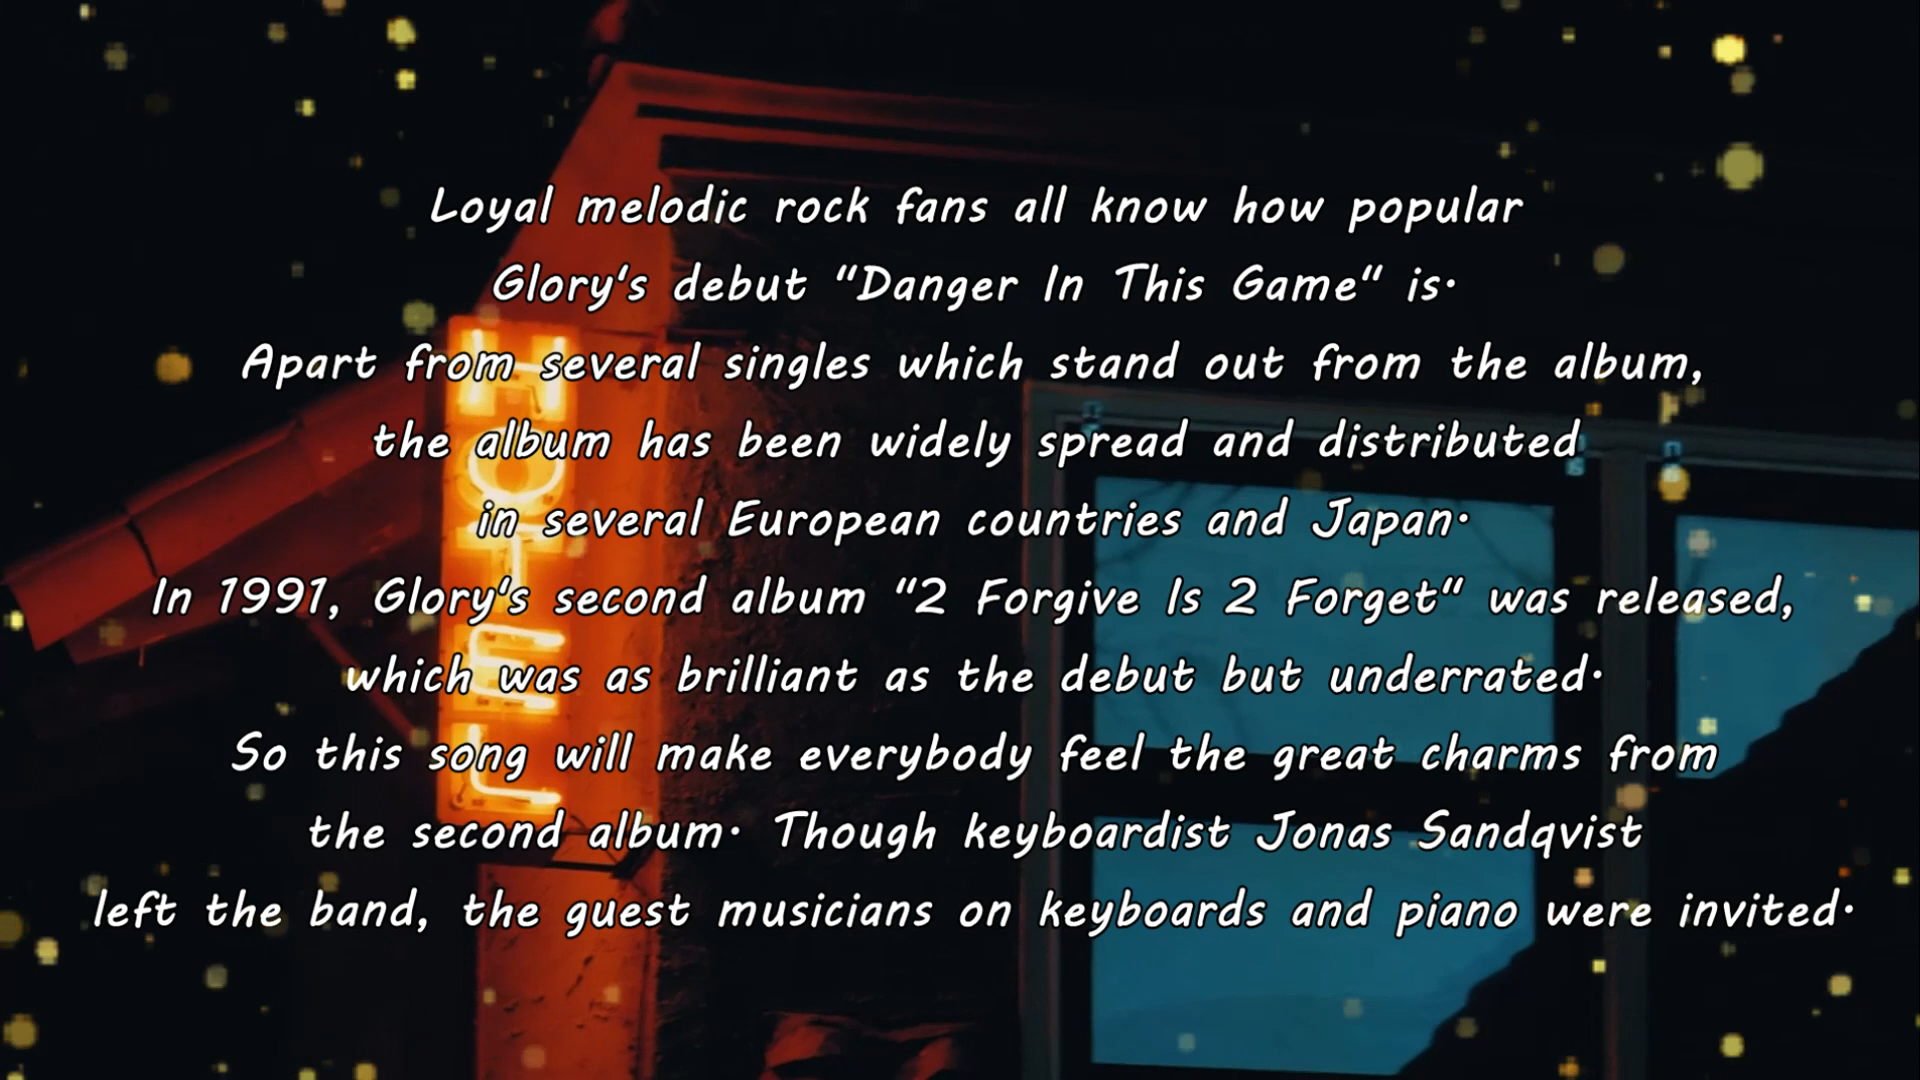 Loyal melodic rock fans all know how popular
Glory's debut "Danger In This Game" is.
Apart from several singles which stand out from the album,
the album has been widely spread and distributed
in several European countries and Japan.
In 1991, Glory's second album "2 Forgive Is 2 Forget" was released,
which was as brilliant as the debut but underrated.
So this song will make everybody feel the great charms from
the second album. Though keyboardist Jonas Sandqvist
left the band, the guest musicians on keyboards and piano were invited.
HOTEL